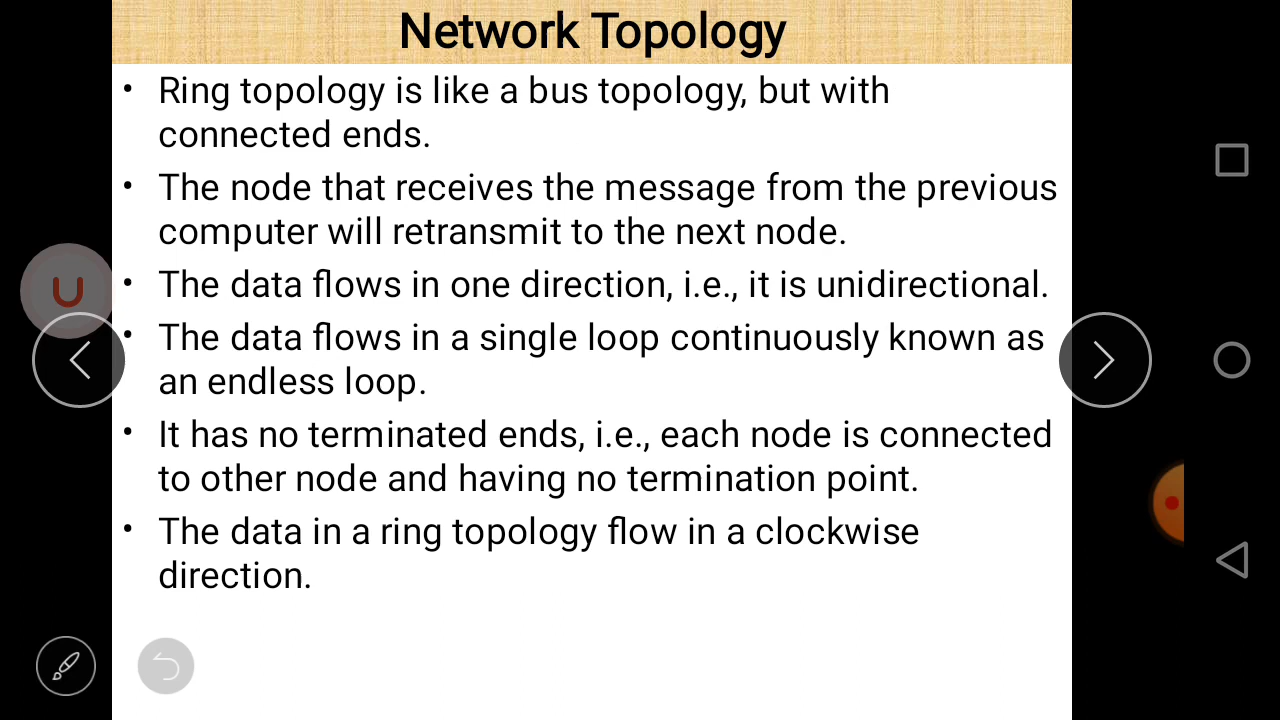 Network Topology
• Ring topology is like a bus topology, but with
connected ends.
• The node that receives the message from the previous
computer will retransmit to the next node.
• The data flows in one direction, i.e., it is unidirectional.
• The data flows in a single loop continuously known as
an endless loop.
• It has no terminated ends, i.e., each node is connected
to other node and having no termination point.
• The data in a ring topology flow in a clockwise
direction.